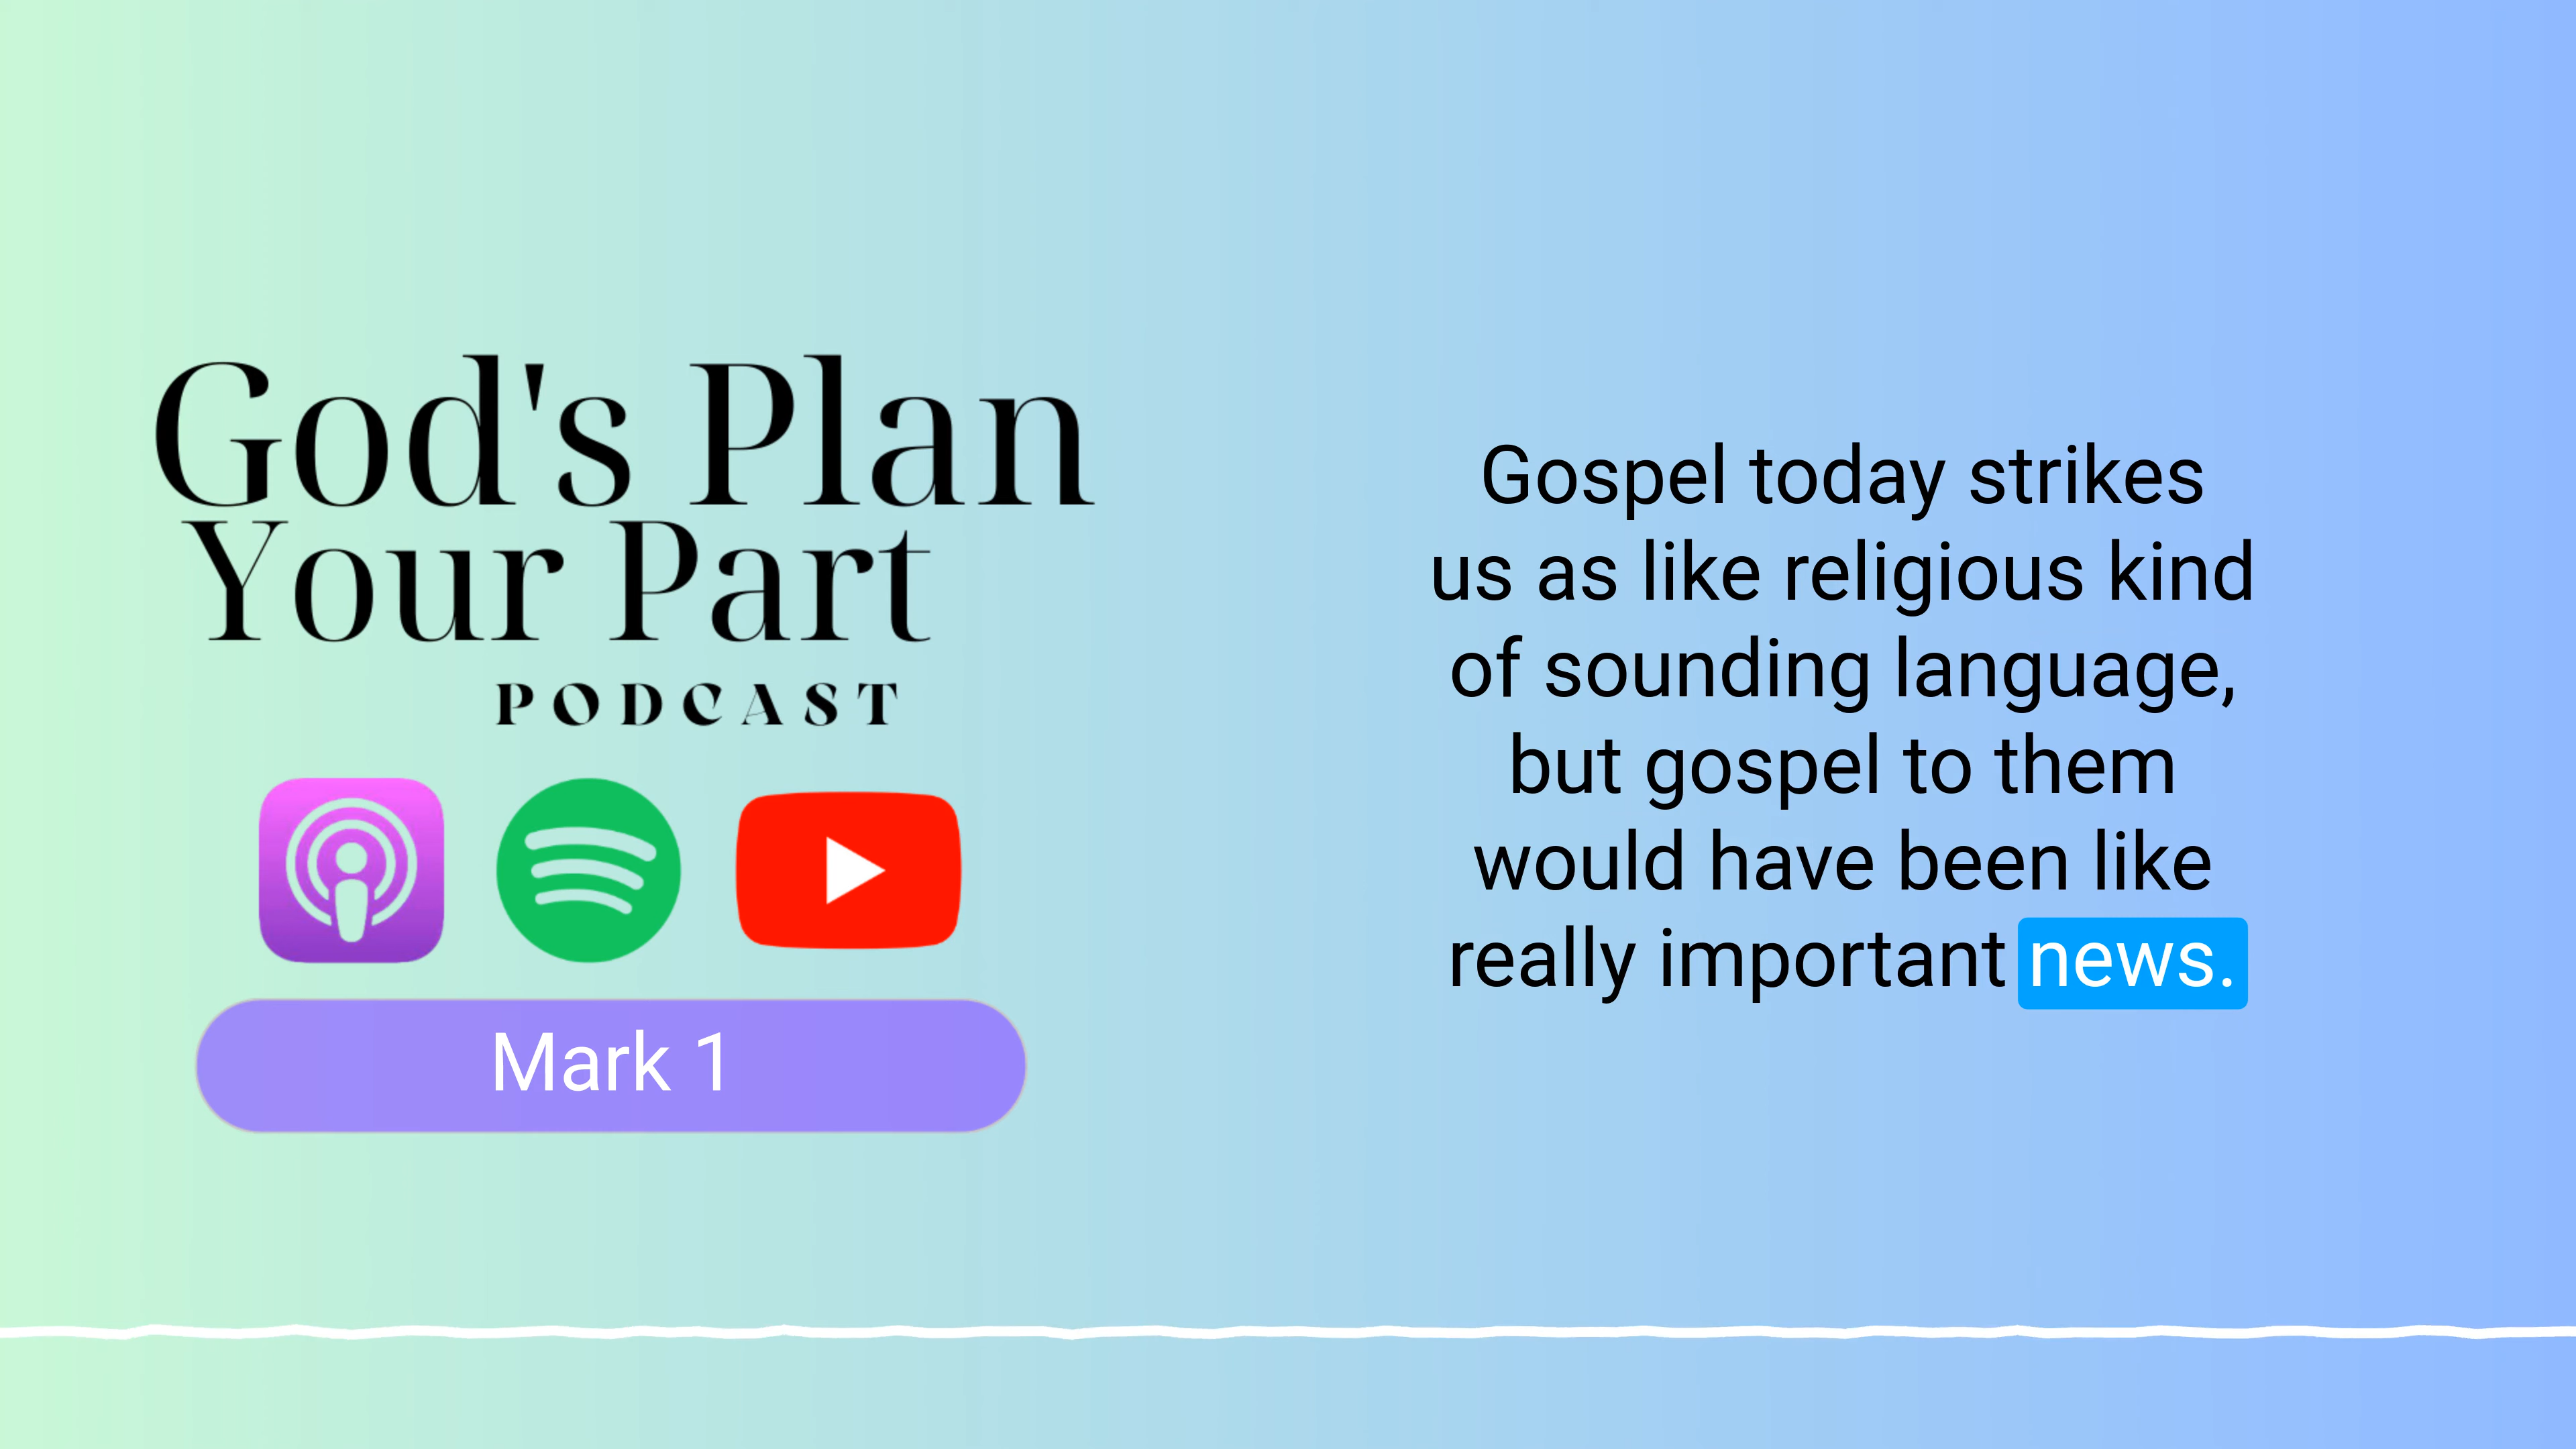 God's Plan
Your Part
PODCAST
Mark 1
Gospel today strikes
us as like religious kind
of sounding language,
but gospel to them
would have been like
really important news.